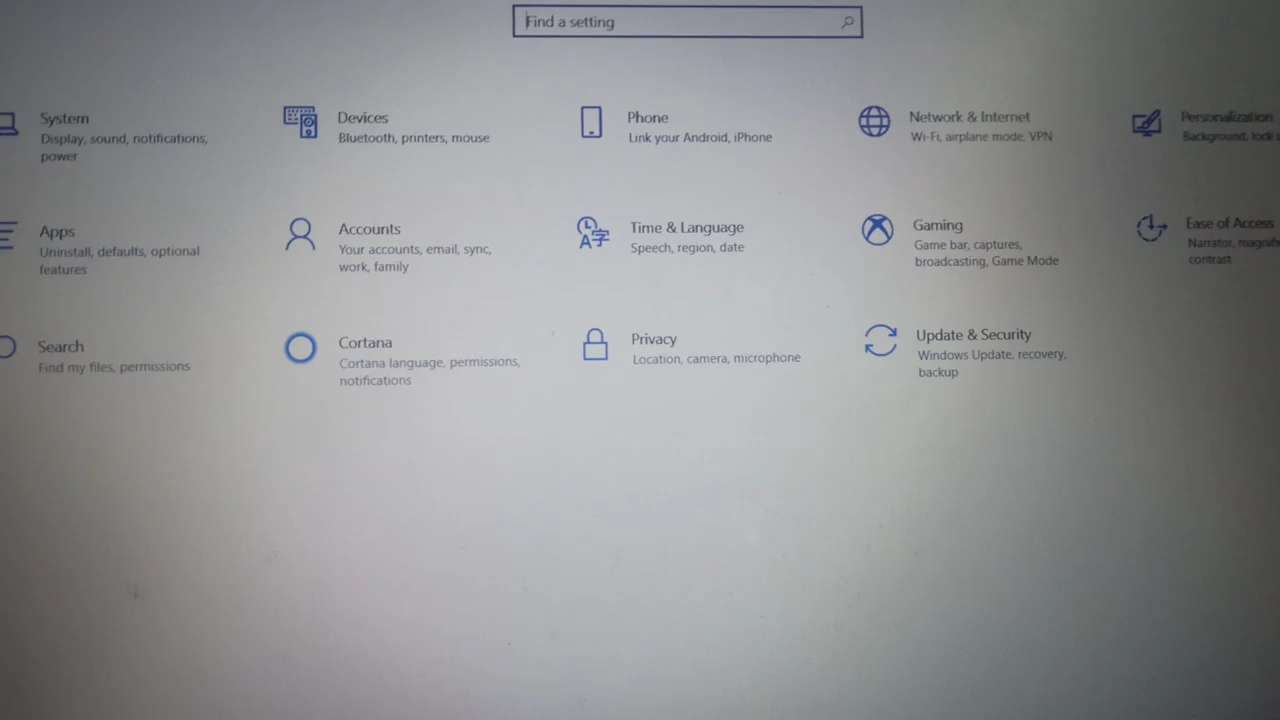 Find a setting
System
Display, sound, notifications,
power
Devices
Bluetooth, printers, mouse
Phone
Link your Android, iPhone
Network & Internet
Wi-Fi, airplane mode, VPN
Personalization
Background, lock
Apps
Uninstall, defaults, optional
features
Accounts
Your accounts, email, sync,
work, family
Time & Language
Speech, region, date
Gaming
Game bar, captures,
broadcasting, Game Mode
Ease of Access
Narrator,
contrast
Search
Find my files, permissions
Cortana
Cortana language, permissions,
notifications
Privacy
Location, camera, microphone
Update & Security
Windows Update, recovery,
backup